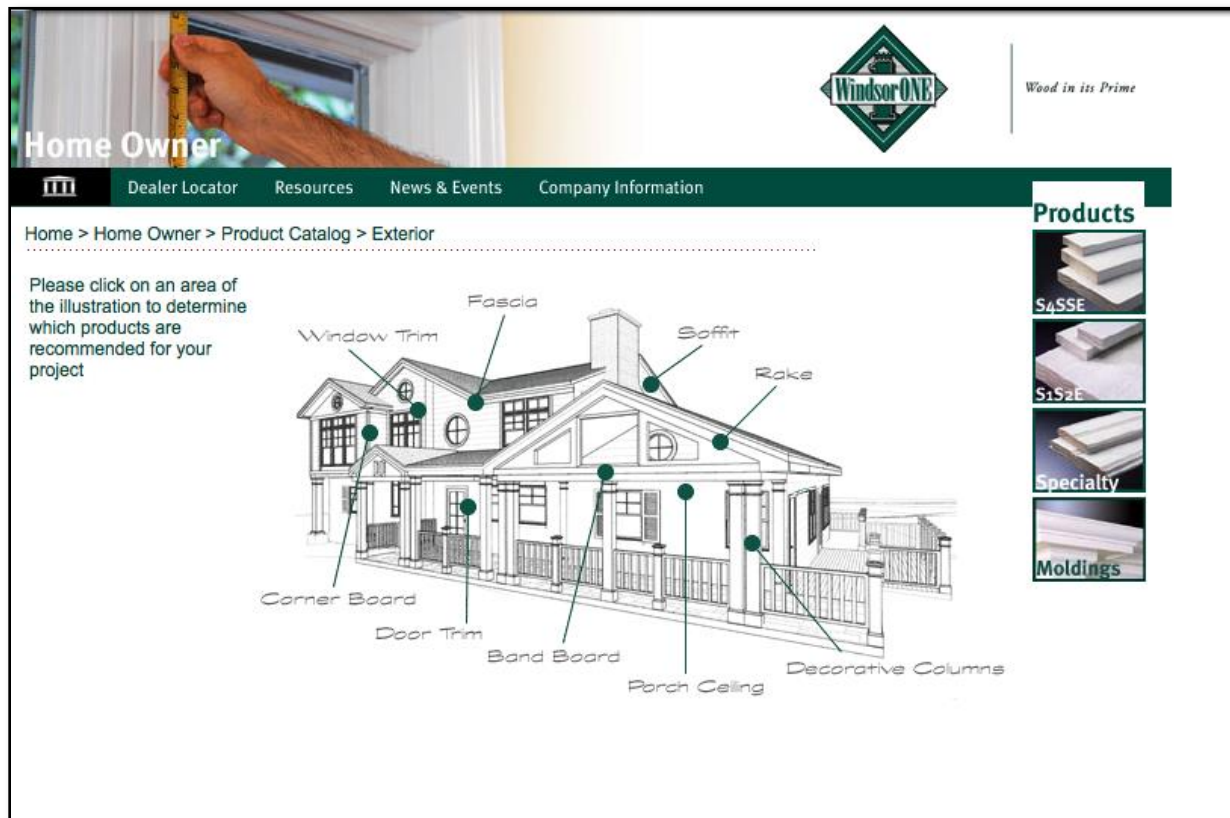 WindsorONE
Wood in its Prime
Home Owner
Dealer Locator Resources News & Events Company Information
Products
Home > Home Owner > Product Catalog > Exterior
Please click on an area of
the illustration to determine
which products are
recommended for your
project
Fascia
Window Trim
Soffit
Rake
Corner Board
Door Trim
Band Board
Porch Ceiling
Decorative Columns
S4SSE
S1S2E
Specialty
Moldings